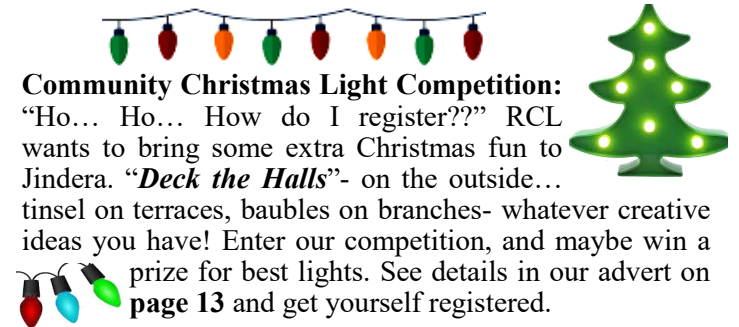 Community Christmas Light Competition:
“Ho… Ho… How do I register??” RCL
wants to bring some extra Christmas fun to
Jindera. “Deck the Halls”- on the outside…
tinsel on terraces, baubles on branches- whatever creative
ideas you have! Enter our competition, and maybe win a
prize for best lights. See details in our advert on
page 13 and get yourself registered.